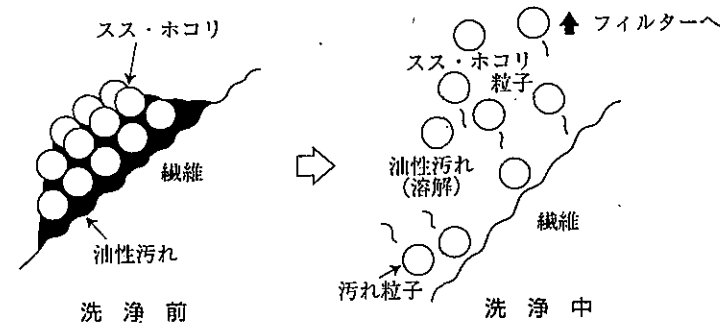 スス・ホコリ
繊維
油性汚れ
洗浄前
フィルターへ
スス・ホコリ
粒子
油性汚れ
(溶解)
繊維
汚れ粒子
洗浄中